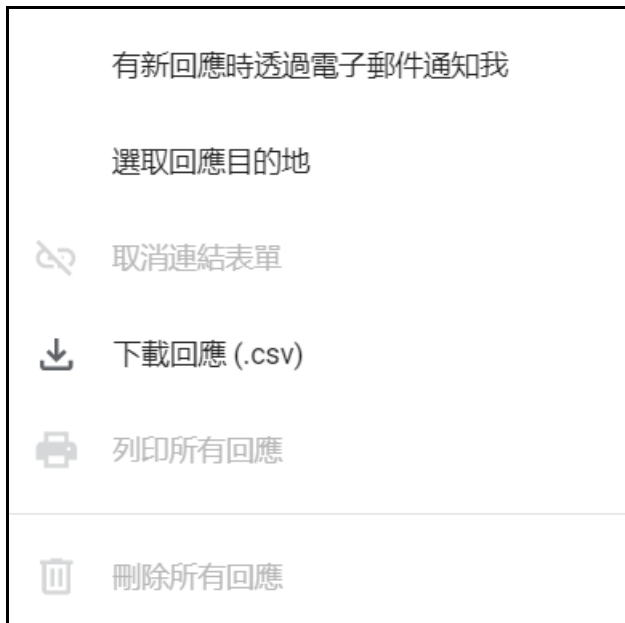 有新回應時透過電子郵件通知我
選取回應目的地
取消連結表單
下載回應 (.csv)
列印所有回應
刪除所有回應